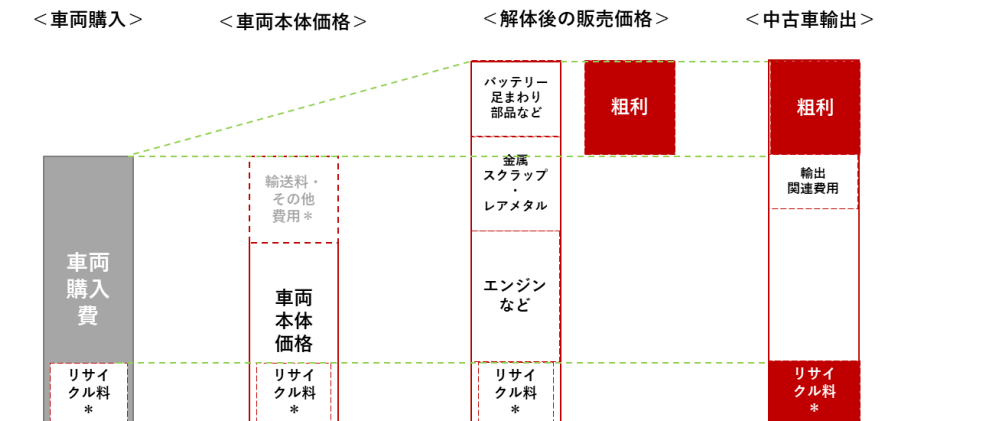 ＜車両購入＞
＜車両本体価格＞
＜解体後の販売価格＞
＜中古車輸出＞
車両
購入
費
リサイ
クル料
＊
輸送料・
その他
費用＊
車両
本体
価格
リサイ
クル料
＊
バッテリー
足まわり
部品など
金属
スクラップ
・
レアメタル
エンジン
など
リサイ
クル料
＊
粗利
粗利
輸出
関連費用
リサイ
クル料
＊